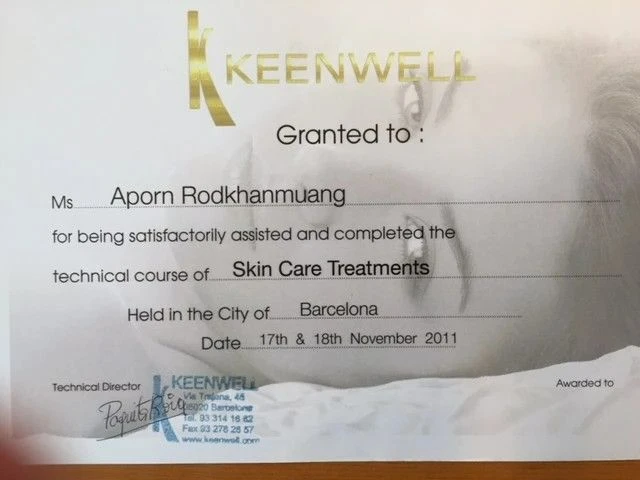 KEENWELL
Granted to :
Ms Aporn Rodkhanmuang
for being satisfactorily assisted and completed the
technical course of Skin Care Treatments
Held in the City of Barcelona
Date 17th & 18th November 2011
Technical Director
Awarded to
KEENWELL
Via Trajana, 45
08020 Barcelona
Tel. 93 314 16 82
Fax 93 278 28 57
www.keenwell.com